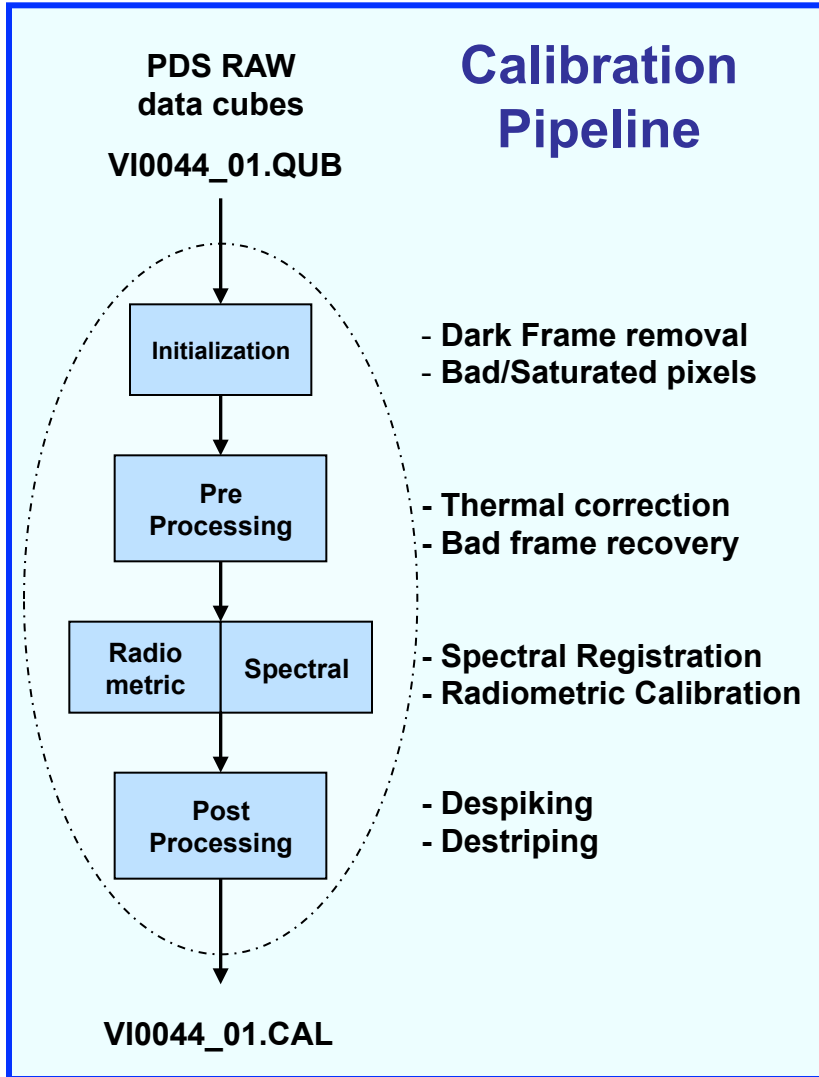 PDS RAW
data cubes
VI0044_01.QUB
Calibration
Pipeline
Initialization
- Dark Frame removal
- Bad/Saturated pixels
Pre
Processing
- Thermal correction
- Bad frame recovery
Radio
metric
Spectral
- Spectral Registration
- Radiometric Calibration
Post
Processing
- Despiking
- Destriping
VI0044_01.CAL